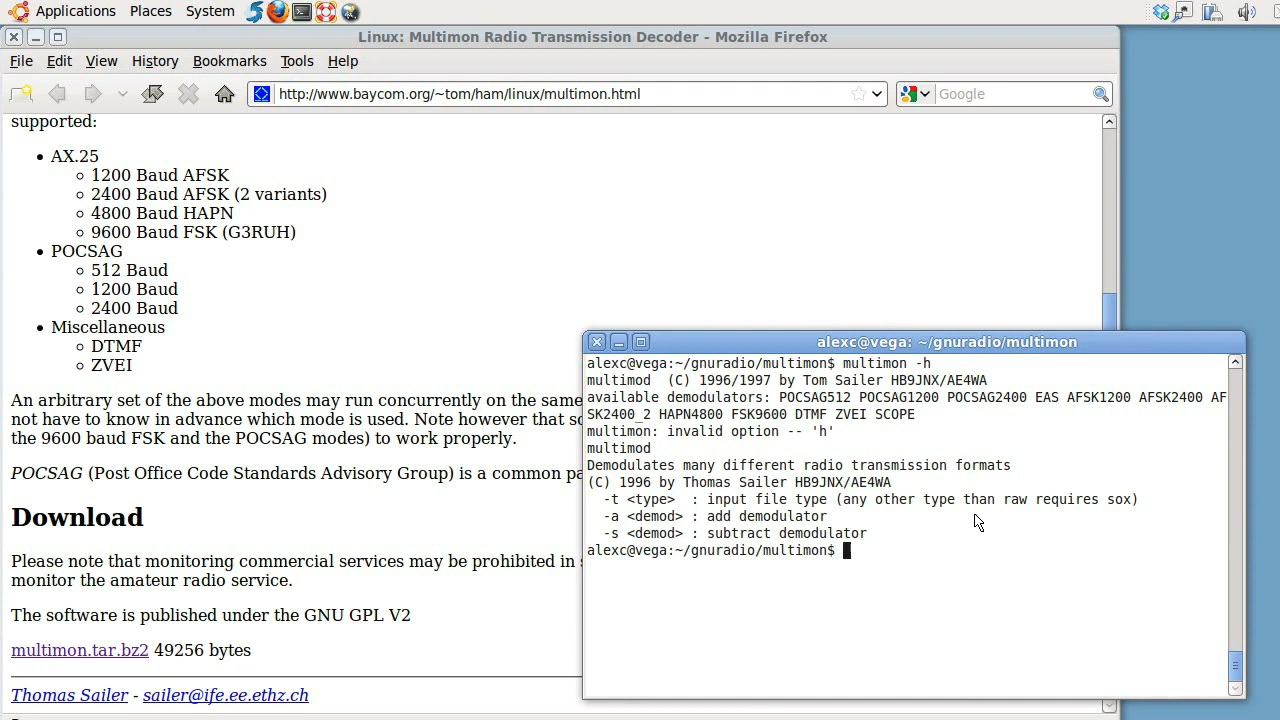 Applications Places System
Linux: Multimon Radio Transmission Decoder - Mozilla Firefox
File Edit View History Bookmarks Tools Help
http://www.baycom.org/~tom/ham/linux/multimon.html
Google
supported:
AX.25
1200 Baud AFSK
2400 Baud AFSK (2 variants)
4800 Baud HAPN
9600 Baud FSK (G3RUH)
POCSAG
512 Baud
1200 Baud
2400 Baud
Miscellaneous
DTMF
ZVEI
An arbitrary set of the above modes may run concurrently on the same
not have to know in advance which mode is used. Note however that
the 9600 baud FSK and the POCSAG modes) to work properly.
POCSAG (Post Office Code Standards Advisory Group) is a common
Download
Please note that monitoring commercial services may be prohibited in
monitor the amateur radio service.
The software is published under the GNU GPL V2
multimon.tar.bz2 49256 bytes
Thomas Sailer - sailer@ife.ee.ethz.ch
alexc@vega: ~/gnuradio/multimon
alexc@vega:~/gnuradio/multimon$ multimon -h
multimod  (C) 1996/1997 by Tom Sailer HB9JNX/AE4WA
available demodulators: POCSAG512 POCSAG1200 POCSAG2400 EAS AFSK1200 AFSK2400 AF
SK2400_2 HAPN4800 FSK9600 DTMF ZVEI SCOPE
multimon: invalid option -- 'h'
multimod
Demodulates many different radio transmission formats
(C) 1996 by Thomas Sailer HB9JNX/AE4WA
-t <type>  : input file type (any other type than raw requires sox)
-a <demod> : add demodulator
-s <demod> : subtract demodulator
alexc@vega:~/gnuradio/multimon$